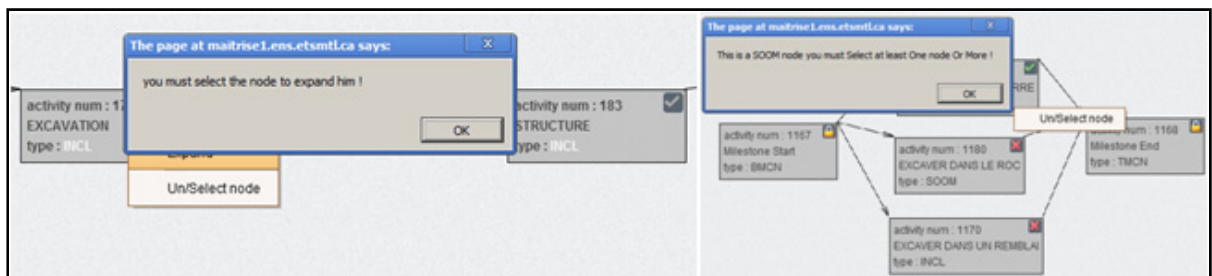 The page at maitrise1.ens.etsmtl.ca says:
you must select the node to expand him !
OK
activity num : 17
EXCAVATION
type : INCL
Expand
Un/Select node
activity num : 183
STRUCTURE
type : INCL
The page at maitrise1.ens.etsmtl.ca says:
This is a SOOM node you must Select at least One node Or More !
OK
RRE
Un/Select node
activity num : 1167
Milestone Start
type : BMCN
activity num : 1180
EXCAVER DANS LE ROC
type : SOOM
activity num : 1168
Milestone End
type : TMCN
activity num : 1170
EXCAVER DANS UN REMBLAI
type : INCL